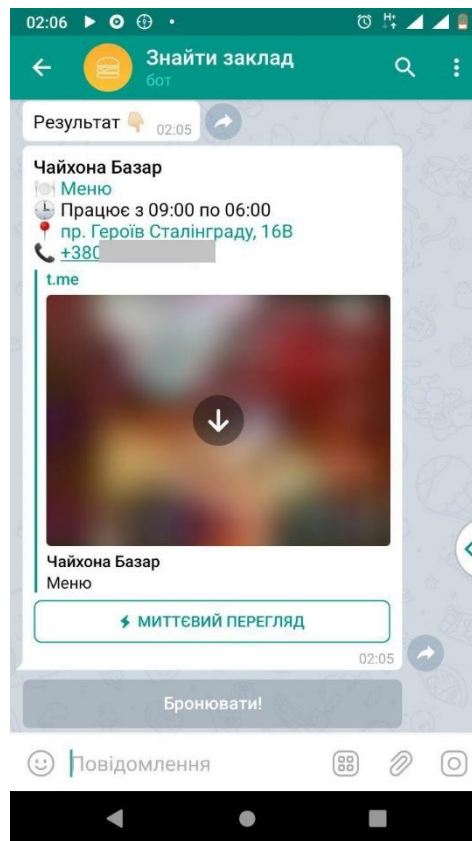 02:06
H+
Знайти заклад
бот
Результат 👇🏻 02:05
Чайхона Базар
🍽 Меню
🕒 Працює з 09:00 по 06:00
📍 пр. Героїв Сталінграду, 16В
📞 +380
t.me
Чайхона Базар
Меню
⚡ МИТТЄВИЙ ПЕРЕГЛЯД
02:05
Бронювати!
Повідомлення